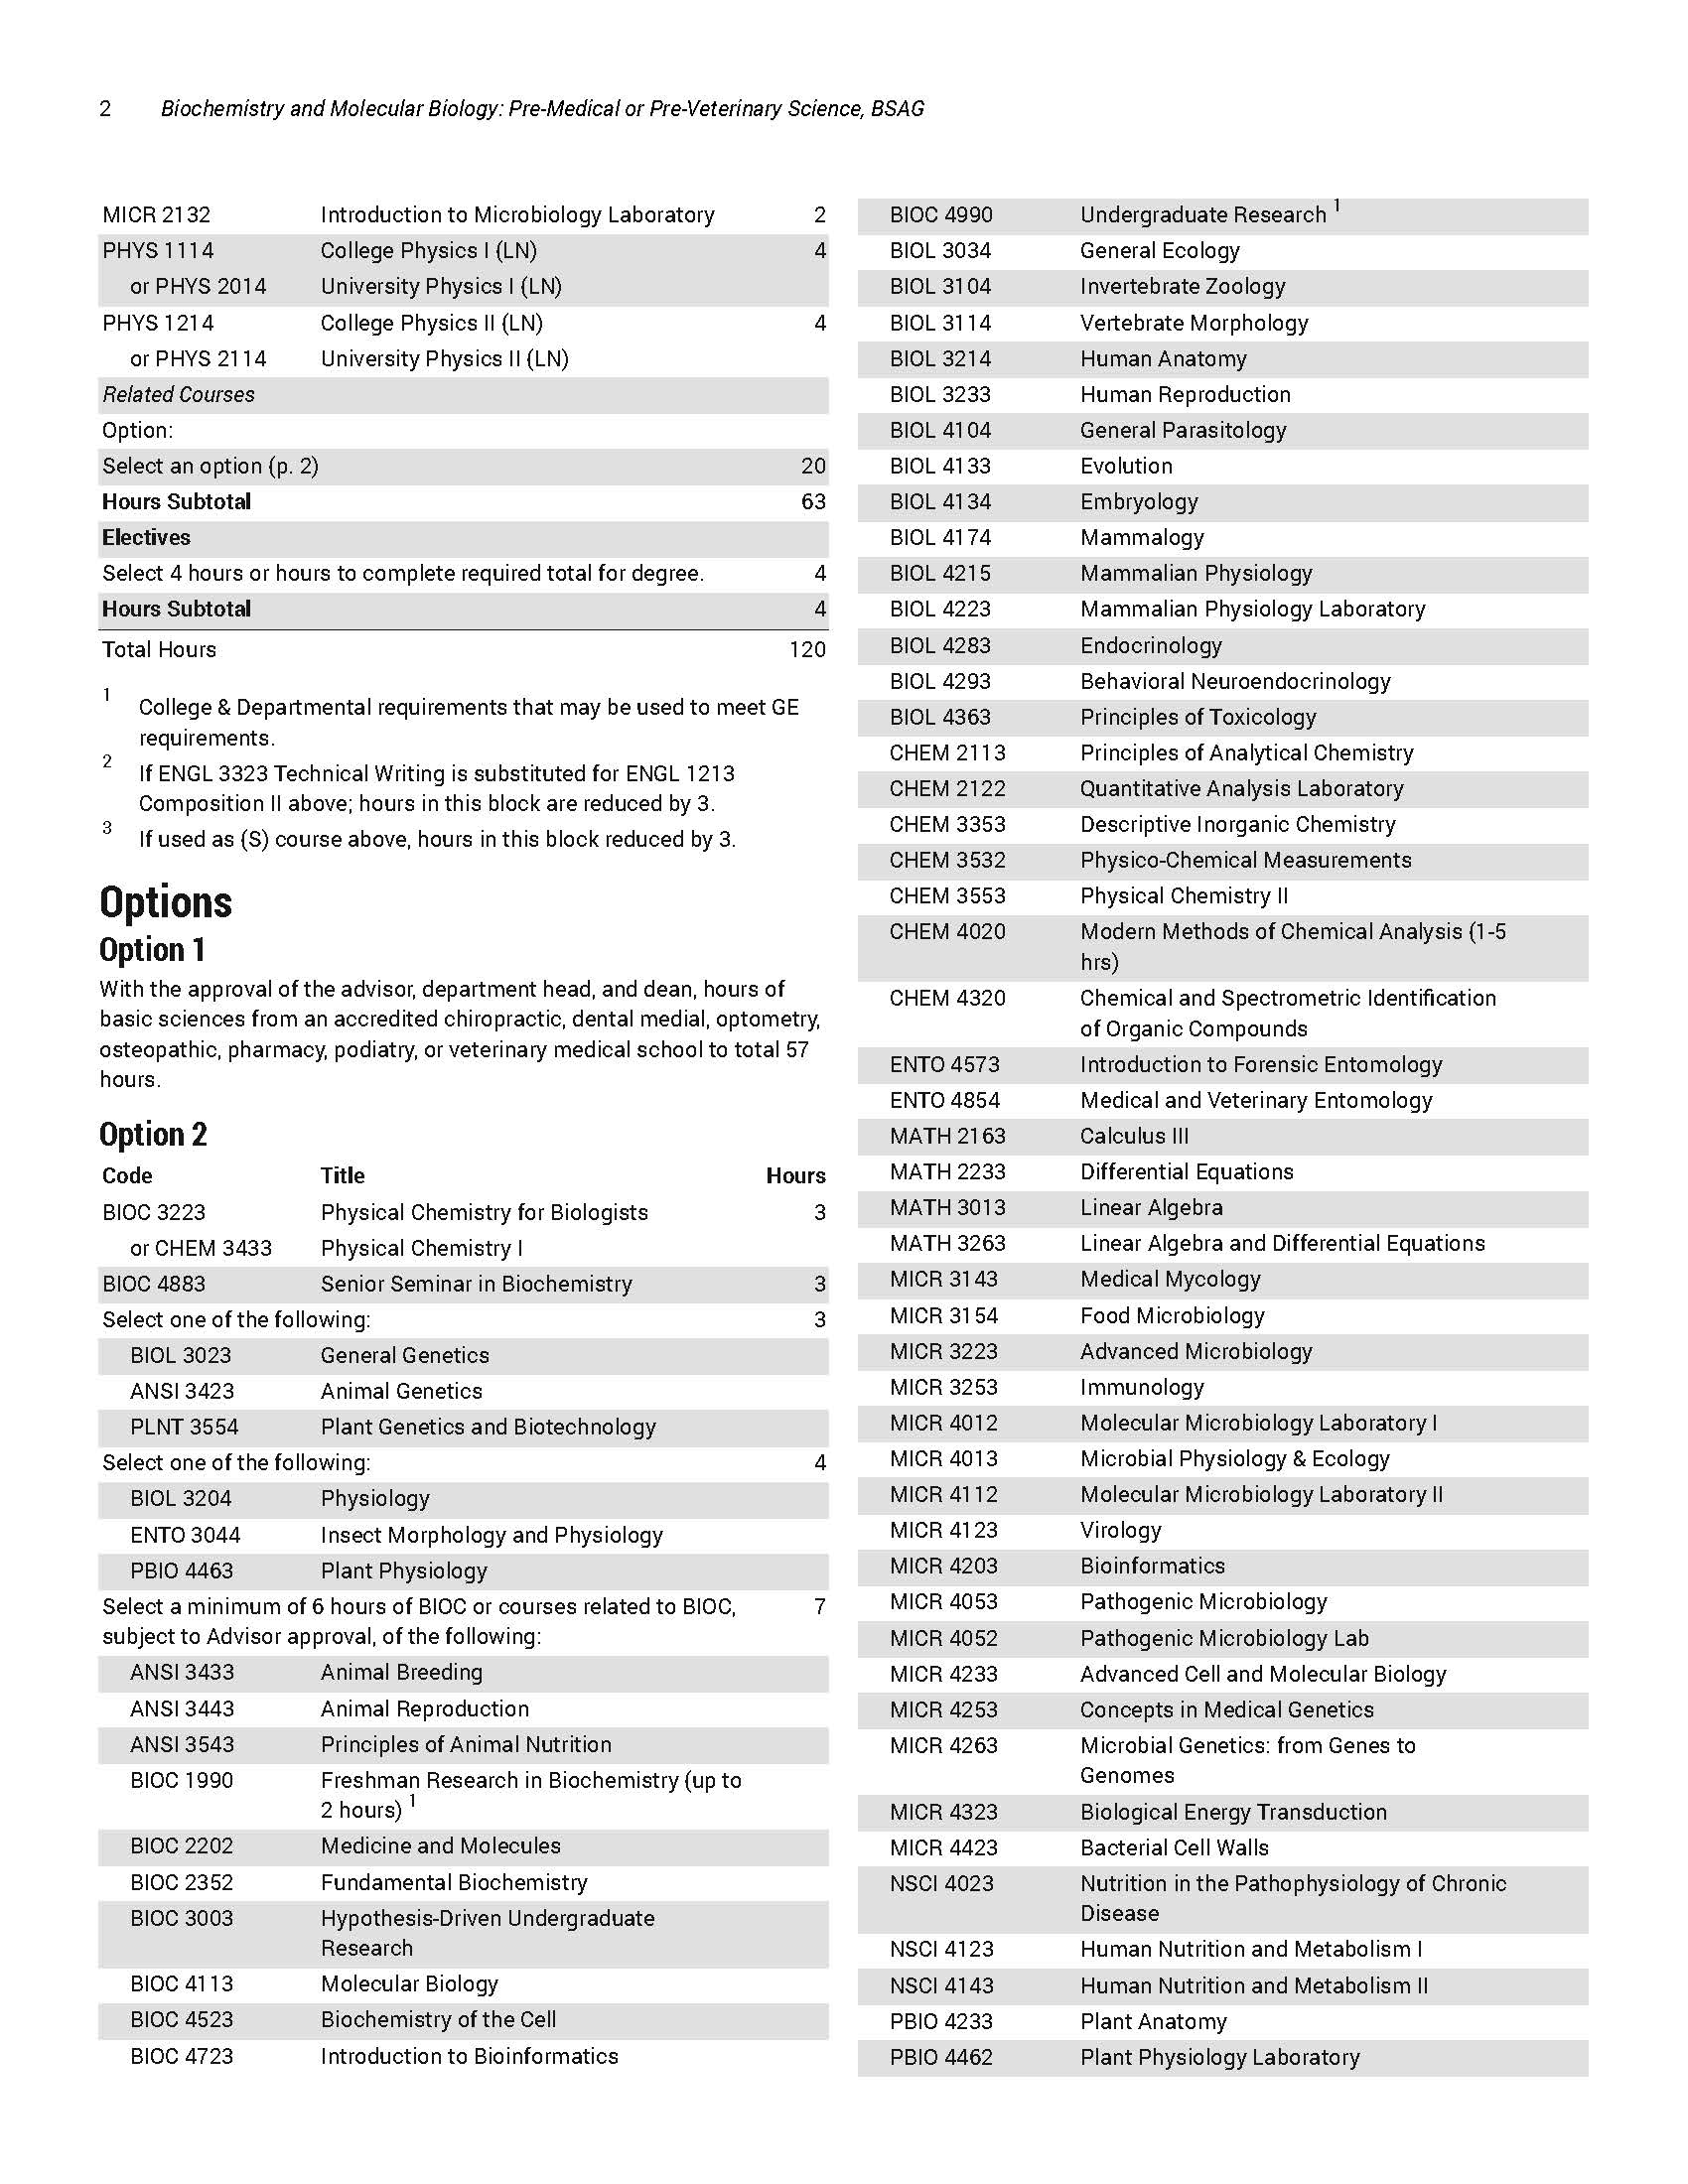 2 Biochemistry and Molecular Biology: Pre-Medical or Pre-Veterinary Science, BSAG
MICR 2132 Introduction to Microbiology Laboratory 2
PHYS 1114 College Physics I (LN) 4
or PHYS 2014 University Physics I (LN)
PHYS 1214 College Physics II (LN) 4
or PHYS 2114 University Physics II (LN)
Related Courses
Option:
Select an option (p. 2) 20
Hours Subtotal 63
Electives
Select 4 hours or hours to complete required total for degree. 4
Hours Subtotal 4
Total Hours 120
1 College & Departmental requirements that may be used to meet GE
requirements.
2 If ENGL 3323 Technical Writing is substituted for ENGL 1213
Composition II above; hours in this block are reduced by 3.
3 If used as (S) course above, hours in this block reduced by 3.
Options
Option 1
With the approval of the advisor, department head, and dean, hours of
basic sciences from an accredited chiropractic, dental medial, optometry,
osteopathic, pharmacy, podiatry, or veterinary medical school to total 57
hours.
Option 2
Code Title Hours
BIOC 3223 Physical Chemistry for Biologists 3
or CHEM 3433 Physical Chemistry I
BIOC 4883 Senior Seminar in Biochemistry 3
Select one of the following: 3
BIOL 3023 General Genetics
ANSI 3423 Animal Genetics
PLNT 3554 Plant Genetics and Biotechnology
Select one of the following: 4
BIOL 3204 Physiology
ENTO 3044 Insect Morphology and Physiology
PBIO 4463 Plant Physiology
Select a minimum of 6 hours of BIOC or courses related to BIOC, 7
subject to Advisor approval, of the following:
ANSI 3433 Animal Breeding
ANSI 3443 Animal Reproduction
ANSI 3543 Principles of Animal Nutrition
BIOC 1990 Freshman Research in Biochemistry (up to
2 hours) 1
BIOC 2202 Medicine and Molecules
BIOC 2352 Fundamental Biochemistry
BIOC 3003 Hypothesis-Driven Undergraduate
Research
BIOC 4113 Molecular Biology
BIOC 4523 Biochemistry of the Cell
BIOC 4723 Introduction to Bioinformatics
BIOC 4990 Undergraduate Research 1
BIOL 3034 General Ecology
BIOL 3104 Invertebrate Zoology
BIOL 3114 Vertebrate Morphology
BIOL 3214 Human Anatomy
BIOL 3233 Human Reproduction
BIOL 4104 General Parasitology
BIOL 4133 Evolution
BIOL 4134 Embryology
BIOL 4174 Mammalogy
BIOL 4215 Mammalian Physiology
BIOL 4223 Mammalian Physiology Laboratory
BIOL 4283 Endocrinology
BIOL 4293 Behavioral Neuroendocrinology
BIOL 4363 Principles of Toxicology
CHEM 2113 Principles of Analytical Chemistry
CHEM 2122 Quantitative Analysis Laboratory
CHEM 3353 Descriptive Inorganic Chemistry
CHEM 3532 Physico-Chemical Measurements
CHEM 3553 Physical Chemistry II
CHEM 4020 Modern Methods of Chemical Analysis (1-5
hrs)
CHEM 4320 Chemical and Spectrometric Identification
of Organic Compounds
ENTO 4573 Introduction to Forensic Entomology
ENTO 4854 Medical and Veterinary Entomology
MATH 2163 Calculus III
MATH 2233 Differential Equations
MATH 3013 Linear Algebra
MATH 3263 Linear Algebra and Differential Equations
MICR 3143 Medical Mycology
MICR 3154 Food Microbiology
MICR 3223 Advanced Microbiology
MICR 3253 Immunology
MICR 4012 Molecular Microbiology Laboratory I
MICR 4013 Microbial Physiology & Ecology
MICR 4112 Molecular Microbiology Laboratory II
MICR 4123 Virology
MICR 4203 Bioinformatics
MICR 4053 Pathogenic Microbiology
MICR 4052 Pathogenic Microbiology Lab
MICR 4233 Advanced Cell and Molecular Biology
MICR 4253 Concepts in Medical Genetics
MICR 4263 Microbial Genetics: from Genes to
Genomes
MICR 4323 Biological Energy Transduction
MICR 4423 Bacterial Cell Walls
NSCI 4023 Nutrition in the Pathophysiology of Chronic
Disease
NSCI 4123 Human Nutrition and Metabolism I
NSCI 4143 Human Nutrition and Metabolism II
PBIO 4233 Plant Anatomy
PBIO 4462 Plant Physiology Laboratory